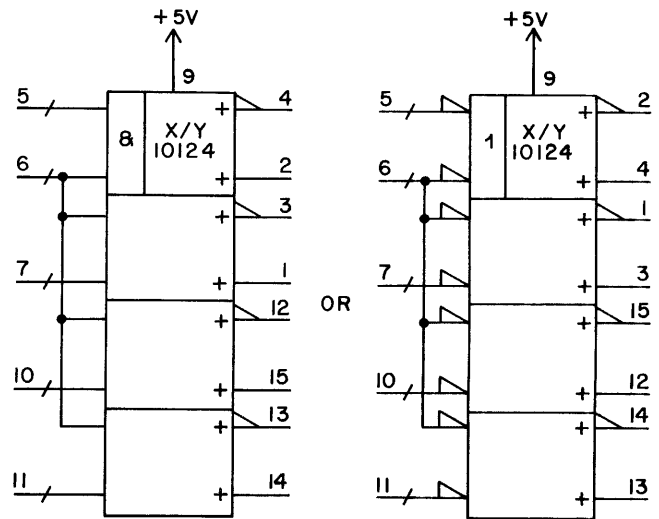 +5V
9
5 & X/Y + 4
10124
6 + 2
+ 3
7 + 1
+ 12
10 + 15
+ 13
11 + 14
OR
+5V
9
5 1 X/Y + 2
10124
6 + 4
+ 1
7 + 3
+ 15
10 + 12
+ 14
11 + 13